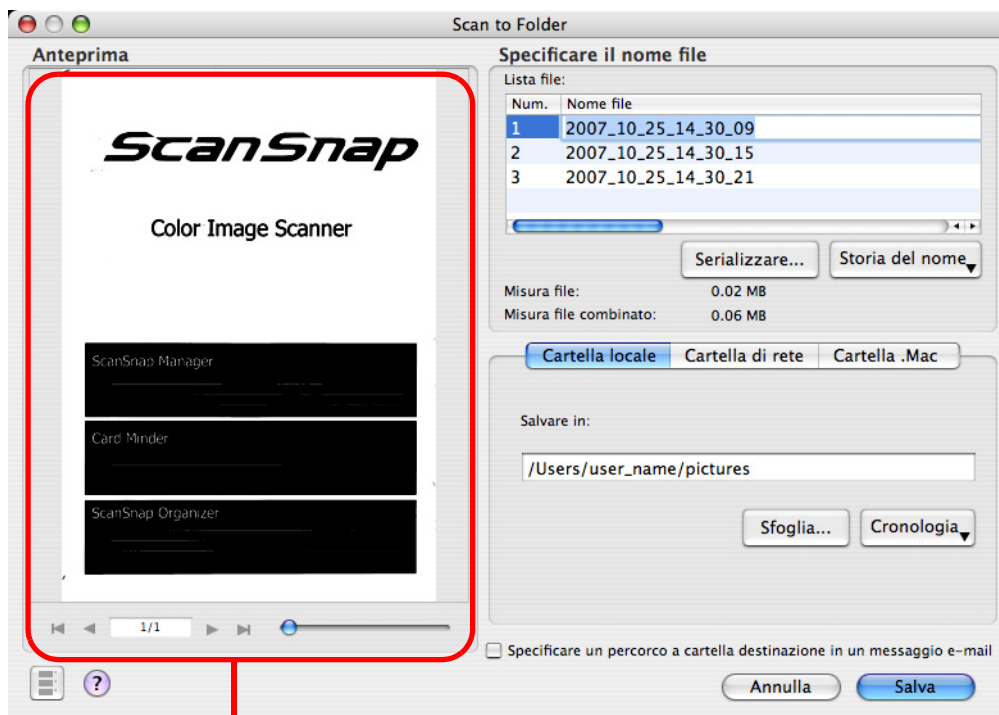 Scan to Folder
Anteprima
ScanSnap
Color Image Scanner
ScanSnap Manager
Card Minder
ScanSnap Organizer
1/1
?
Specificare il nome file
Lista file:
Num. Nome file
1 2007_10_25_14_30_09
2 2007_10_25_14_30_15
3 2007_10_25_14_30_21
Serializzare... Storia del nome
Misura file: 0.02 MB
Misura file combinato: 0.06 MB
Cartella locale Cartella di rete Cartella .Mac
Salvare in:
/Users/user_name/pictures
Sfoglia... Cronologia
Specificare un percorco a cartella destinazione in un messaggio e-mail
Annulla Salva